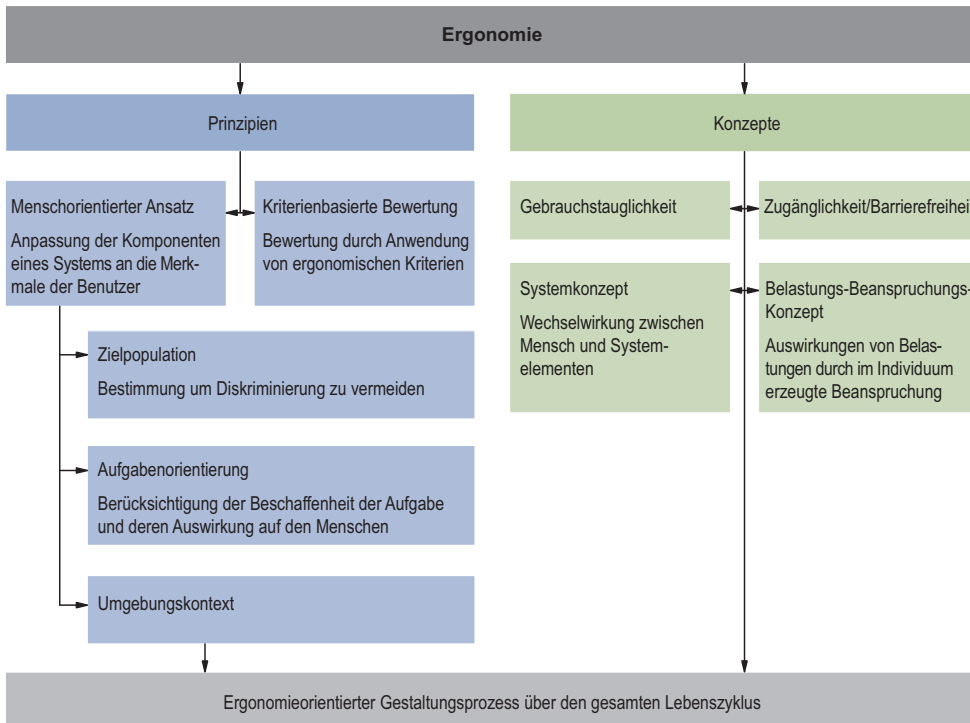 Ergonomie
Prinzipien
Menschorientierter Ansatz
Anpassung der Komponenten
eines Systems an die Merk-
male der Benutzer
Kriterienbasierte Bewertung
Bewertung durch Anwendung
von ergonomischen Kriterien
Zielpopulation
Bestimmung um Diskriminierung zu vermeiden
Aufgabenorientierung
Berücksichtigung der Beschaffenheit der Aufgabe
und deren Auswirkung auf den Menschen
Umgebungskontext
Konzepte
Gebrauchstauglichkeit
Zugänglichkeit/Barrierefreiheit
Systemkonzept
Wechselwirkung zwischen
Mensch und System-
elementen
Belastungs-Beanspruchungs-
Konzept
Auswirkungen von Belas-
tungen durch im Individuum
erzeugte Beanspruchung
Ergonomieorientierter Gestaltungsprozess über den gesamten Lebenszyklus